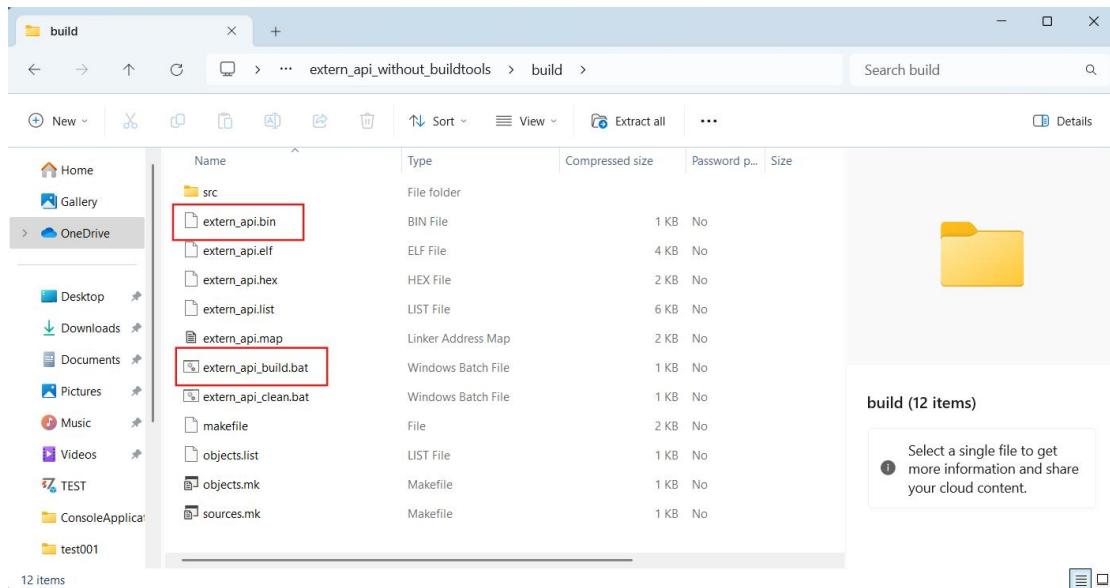 build
extern_api_without_buildtools > build >
Search build
New
Sort
View
Extract all
Details
Name Type Compressed size Password p... Size
Home
Gallery
OneDrive
Desktop
Downloads
Documents
Pictures
Music
Videos
TEST
ConsoleApplicat
test001
src File folder
extern_api.bin BIN File 1 KB No
extern_api.elf ELF File 4 KB No
extern_api.hex HEX File 2 KB No
extern_api.list LIST File 6 KB No
extern_api.map Linker Address Map 2 KB No
extern_api_build.bat Windows Batch File 1 KB No
extern_api_clean.bat Windows Batch File 1 KB No
makefile File 2 KB No
objects.list LIST File 1 KB No
objects.mk Makefile 1 KB No
sources.mk Makefile 1 KB No
build (12 items)
Select a single file to get
more information and share
your cloud content.
12 items